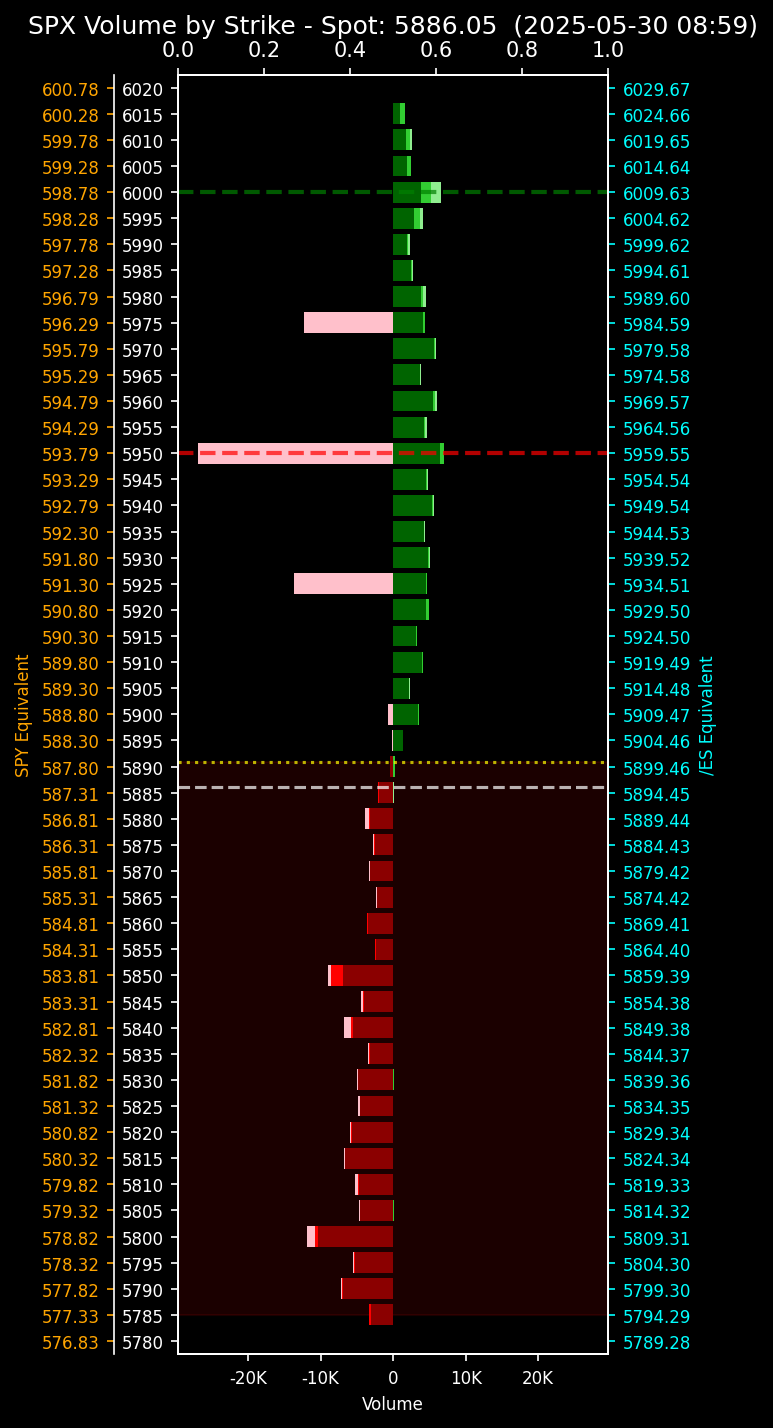 SPX Volume by Strike - Spot: 5886.05 (2025-05-30 08:59)
0.0 0.2 0.4 0.6 0.8 1.0
600.78 6020 6029.67
600.28 6015 6024.66
599.78 6010 6019.65
599.28 6005 6014.64
598.78 6000 6009.63
598.28 5995 6004.62
597.78 5990 5999.62
597.28 5985 5994.61
596.79 5980 5989.60
596.29 5975 5984.59
595.79 5970 5979.58
595.29 5965 5974.58
594.79 5960 5969.57
594.29 5955 5964.56
593.79 5950 5959.55
593.29 5945 5954.54
592.79 5940 5949.54
592.30 5935 5944.53
591.80 5930 5939.52
591.30 5925 5934.51
590.80 5920 5929.50
590.30 5915 5924.50
589.80 5910 5919.49
589.30 5905 5914.48
588.80 5900 5909.47
588.30 5895 5904.46
587.80 5890 5899.46
587.31 5885 5894.45
586.81 5880 5889.44
586.31 5875 5884.43
585.81 5870 5879.42
585.31 5865 5874.42
584.81 5860 5869.41
584.31 5855 5864.40
583.81 5850 5859.39
583.31 5845 5854.38
582.81 5840 5849.38
582.32 5835 5844.37
581.82 5830 5839.36
581.32 5825 5834.35
580.82 5820 5829.34
580.32 5815 5824.34
579.82 5810 5819.33
579.32 5805 5814.32
578.82 5800 5809.31
578.32 5795 5804.30
577.82 5790 5799.30
577.33 5785 5794.29
576.83 5780 5789.28
SPY Equivalent
/ES Equivalent
-20K -10K 0 10K 20K
Volume